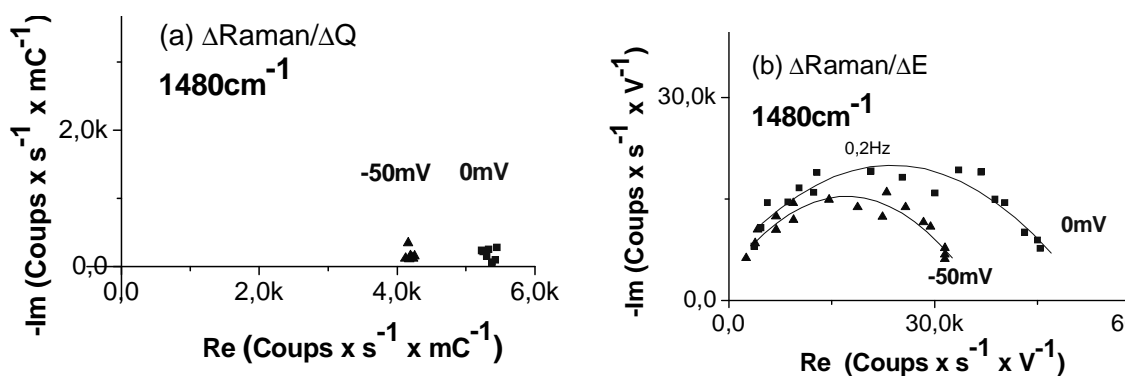 (a) ΔRaman/ΔQ
1480cm⁻¹
-Im (Coups x s⁻¹ x mC⁻¹)
2,0k
0,0
-50mV 0mV
0,0 2,0k 4,0k 6,0k
Re (Coups x s⁻¹ x mC⁻¹)
(b) ΔRaman/ΔE
1480cm⁻¹
-Im (Coups x s⁻¹ x V⁻¹)
30,0k
0,0
0,2Hz
0mV
-50mV
0,0 30,0k 6
Re (Coups x s⁻¹ x V⁻¹)